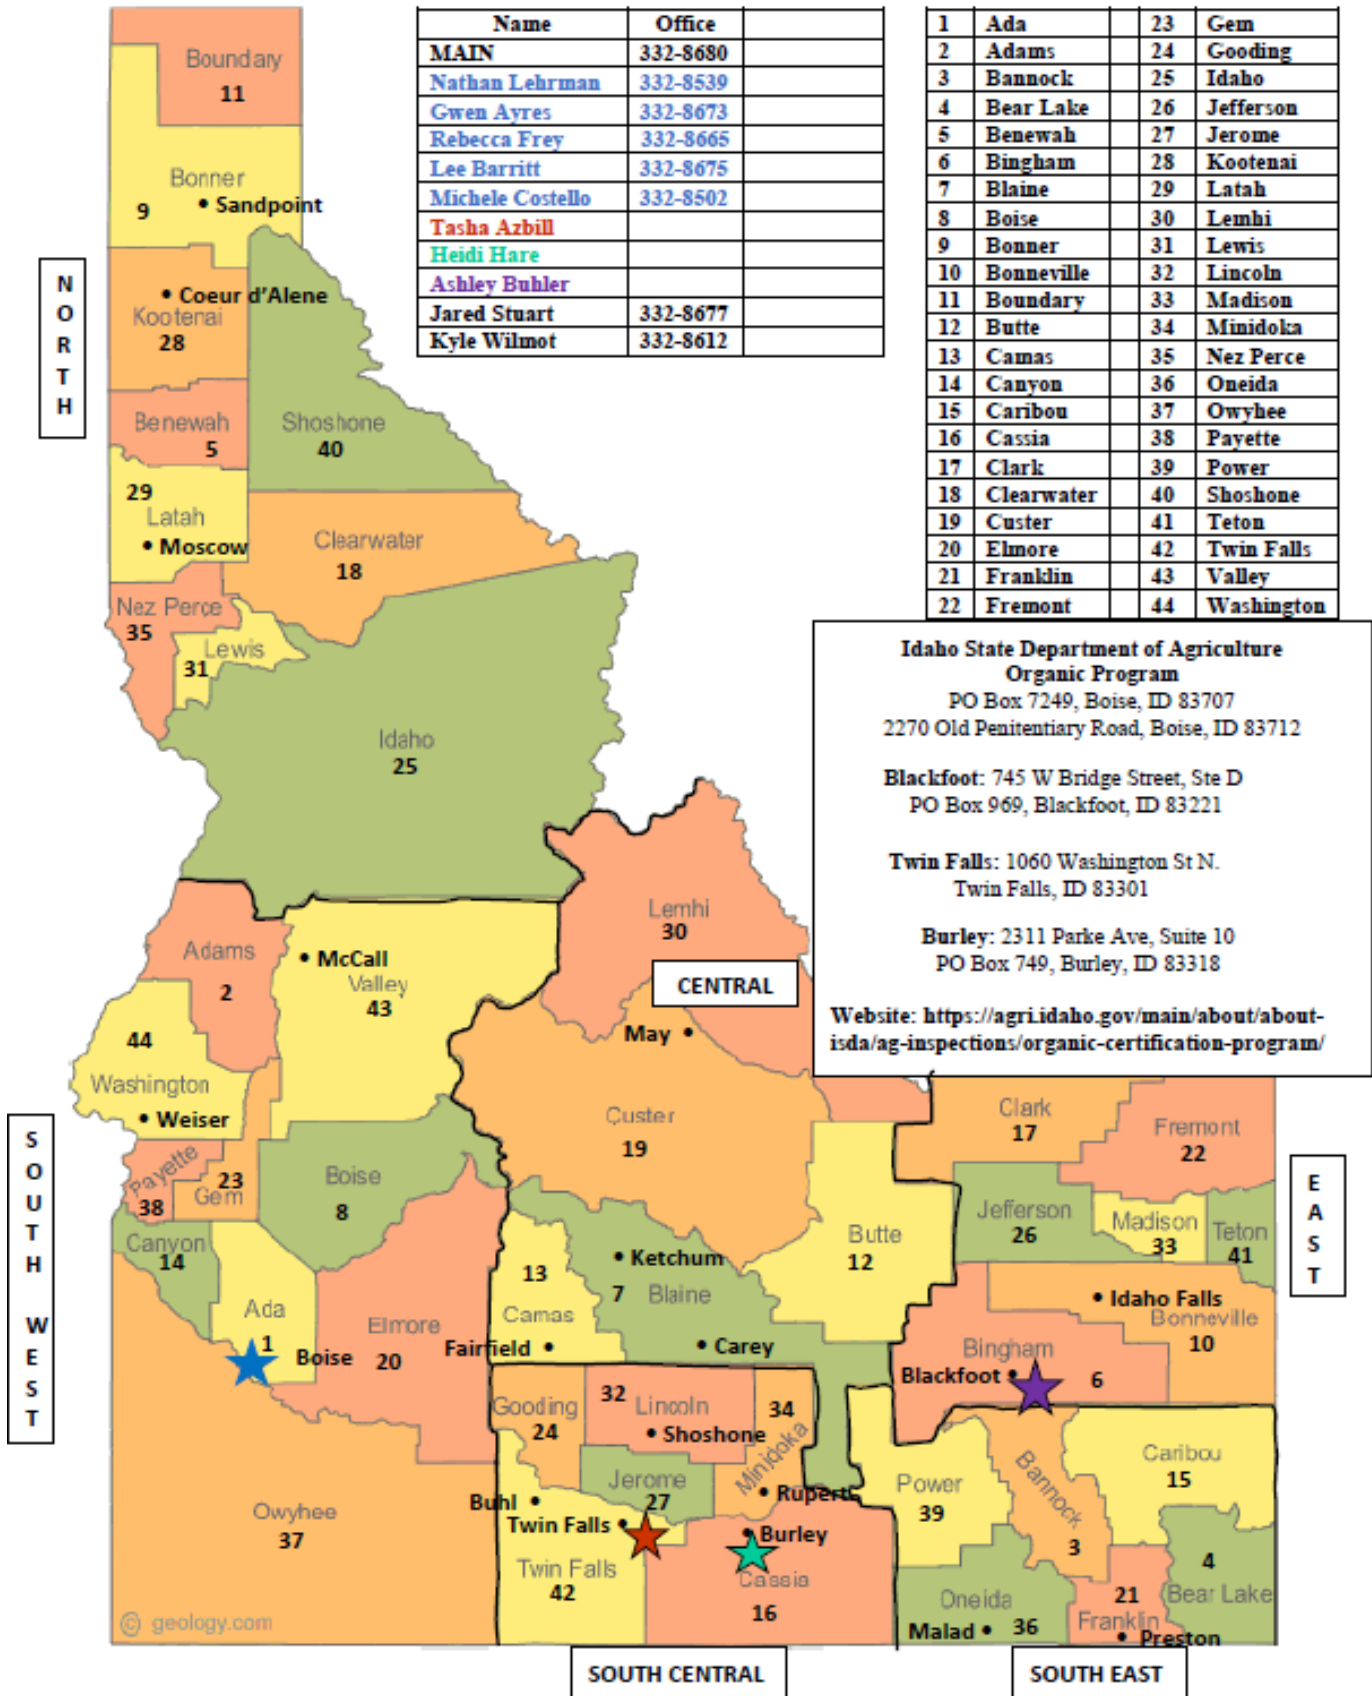 Name Office
MAIN 332-8680
Nathan Lehrman 332-8539
Gwen Ayres 332-8673
Rebecca Frey 332-8665
Lee Barritt 332-8675
Michele Costello 332-8502
Tasha Azbill
Heidi Hare
Ashley Buhler
Jared Stuart 332-8677
Kyle Wilmot 332-8612
1 Ada 23 Gem
2 Adams 24 Gooding
3 Bannock 25 Idaho
4 Bear Lake 26 Jefferson
5 Benewah 27 Jerome
6 Bingham 28 Kootenai
7 Blaine 29 Latah
8 Boise 30 Lemhi
9 Bonner 31 Lewis
10 Bonneville 32 Lincoln
11 Boundary 33 Madison
12 Butte 34 Minidoka
13 Camas 35 Nez Perce
14 Canyon 36 Oneida
15 Caribou 37 Owyhee
16 Cassia 38 Payette
17 Clark 39 Power
18 Clearwater 40 Shoshone
19 Custer 41 Teton
20 Elmore 42 Twin Falls
21 Franklin 43 Valley
22 Fremont 44 Washington
Idaho State Department of Agriculture
Organic Program
PO Box 7249, Boise, ID 83707
2270 Old Penitentiary Road, Boise, ID 83712
Blackfoot: 745 W Bridge Street, Ste D
PO Box 969, Blackfoot, ID 83221
Twin Falls: 1060 Washington St N.
Twin Falls, ID 83301
Burley: 2311 Parke Ave, Suite 10
PO Box 749, Burley, ID 83318
Website: https://agri.idaho.gov/main/about/about-
isda/ag-inspections/organic-certification-program/
NORTH
Boundary
11
Bonner
9
Sandpoint
Coeur d'Alene
Kootenai
28
Benewah
5
Shoshone
40
29
Latah
Moscow
Clearwater
18
Nez Perce
35
Lewis
31
Idaho
25
Lemhi
30
CENTRAL
May
Adams
2
McCall
Valley
43
44
Washington
Weiser
Custer
19
SOUTH WEST
Payette
38
23
Gem
Boise
8
Canyon
14
Ada
1
Boise
Elmore
20
Owyhee
37
© geology.com
Clark
17
Fremont
22
EAST
Jefferson
26
Madison
33
Teton
41
Butte
12
Ketchum
7 Blaine
Carey
13
Camas
Fairfield
Idaho Falls
Bonneville
10
Bingham
Blackfoot
6
Gooding
24
32
Lincoln
Shoshone
34
Minidoka
Rupert
Jerome
27
Buhl
Twin Falls
Twin Falls
42
Burley
Cassia
16
Power
39
Bannock
3
Caribou
15
4
Bear Lake
Oneida
Malad
36
21
Franklin
Preston
SOUTH CENTRAL
SOUTH EAST